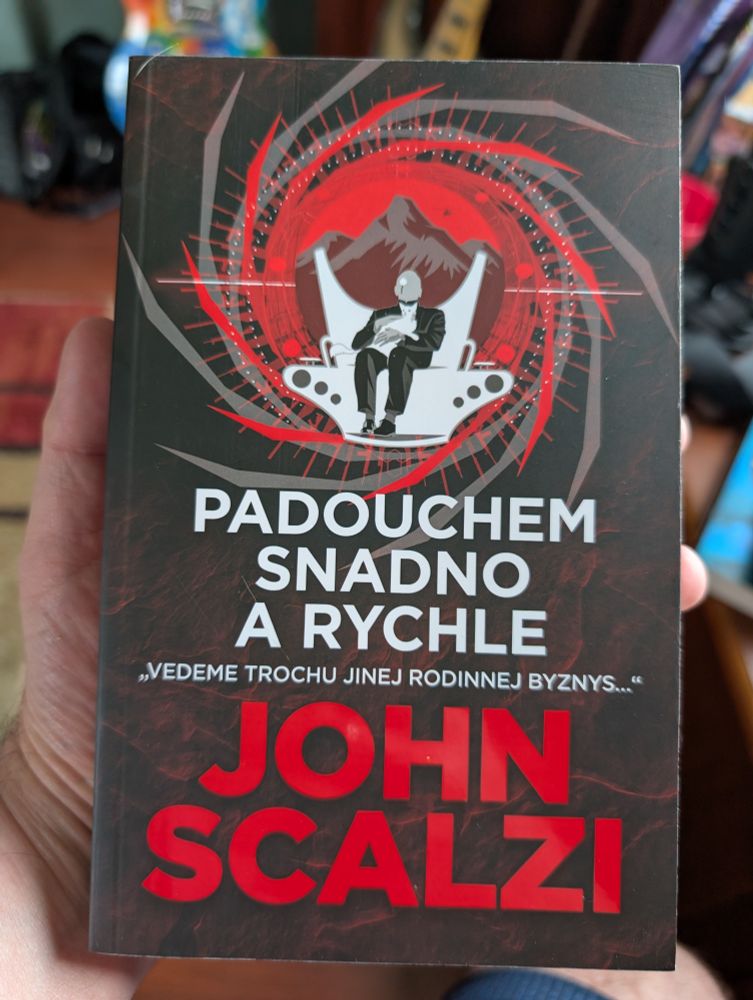 PADOUCHEM
SNADNO
A RYCHLE
„VEDEME TROCHU JINEJ RODINNEJ BYZNYS...“
JOHN
SCALZI